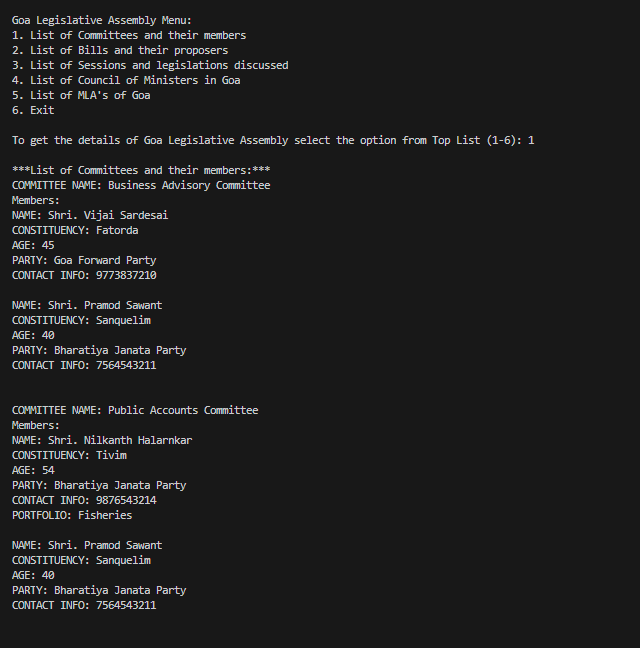 Goa Legislative Assembly Menu:
1. List of Committees and their members
2. List of Bills and their proposers
3. List of Sessions and legislations discussed
4. List of Council of Ministers in Goa
5. List of MLA's of Goa
6. Exit
To get the details of Goa Legislative Assembly select the option from Top List (1-6): 1
***List of Committees and their members:***
COMMITTEE NAME: Business Advisory Committee
Members:
NAME: Shri. Vijai Sardesai
CONSTITUENCY: Fatorda
AGE: 45
PARTY: Goa Forward Party
CONTACT INFO: 9773837210
NAME: Shri. Pramod Sawant
CONSTITUENCY: Sanquelim
AGE: 40
PARTY: Bharatiya Janata Party
CONTACT INFO: 7564543211
COMMITTEE NAME: Public Accounts Committee
Members:
NAME: Shri. Nilkanth Halarnkar
CONSTITUENCY: Tivim
AGE: 54
PARTY: Bharatiya Janata Party
CONTACT INFO: 9876543214
PORTFOLIO: Fisheries
NAME: Shri. Pramod Sawant
CONSTITUENCY: Sanquelim
AGE: 40
PARTY: Bharatiya Janata Party
CONTACT INFO: 7564543211